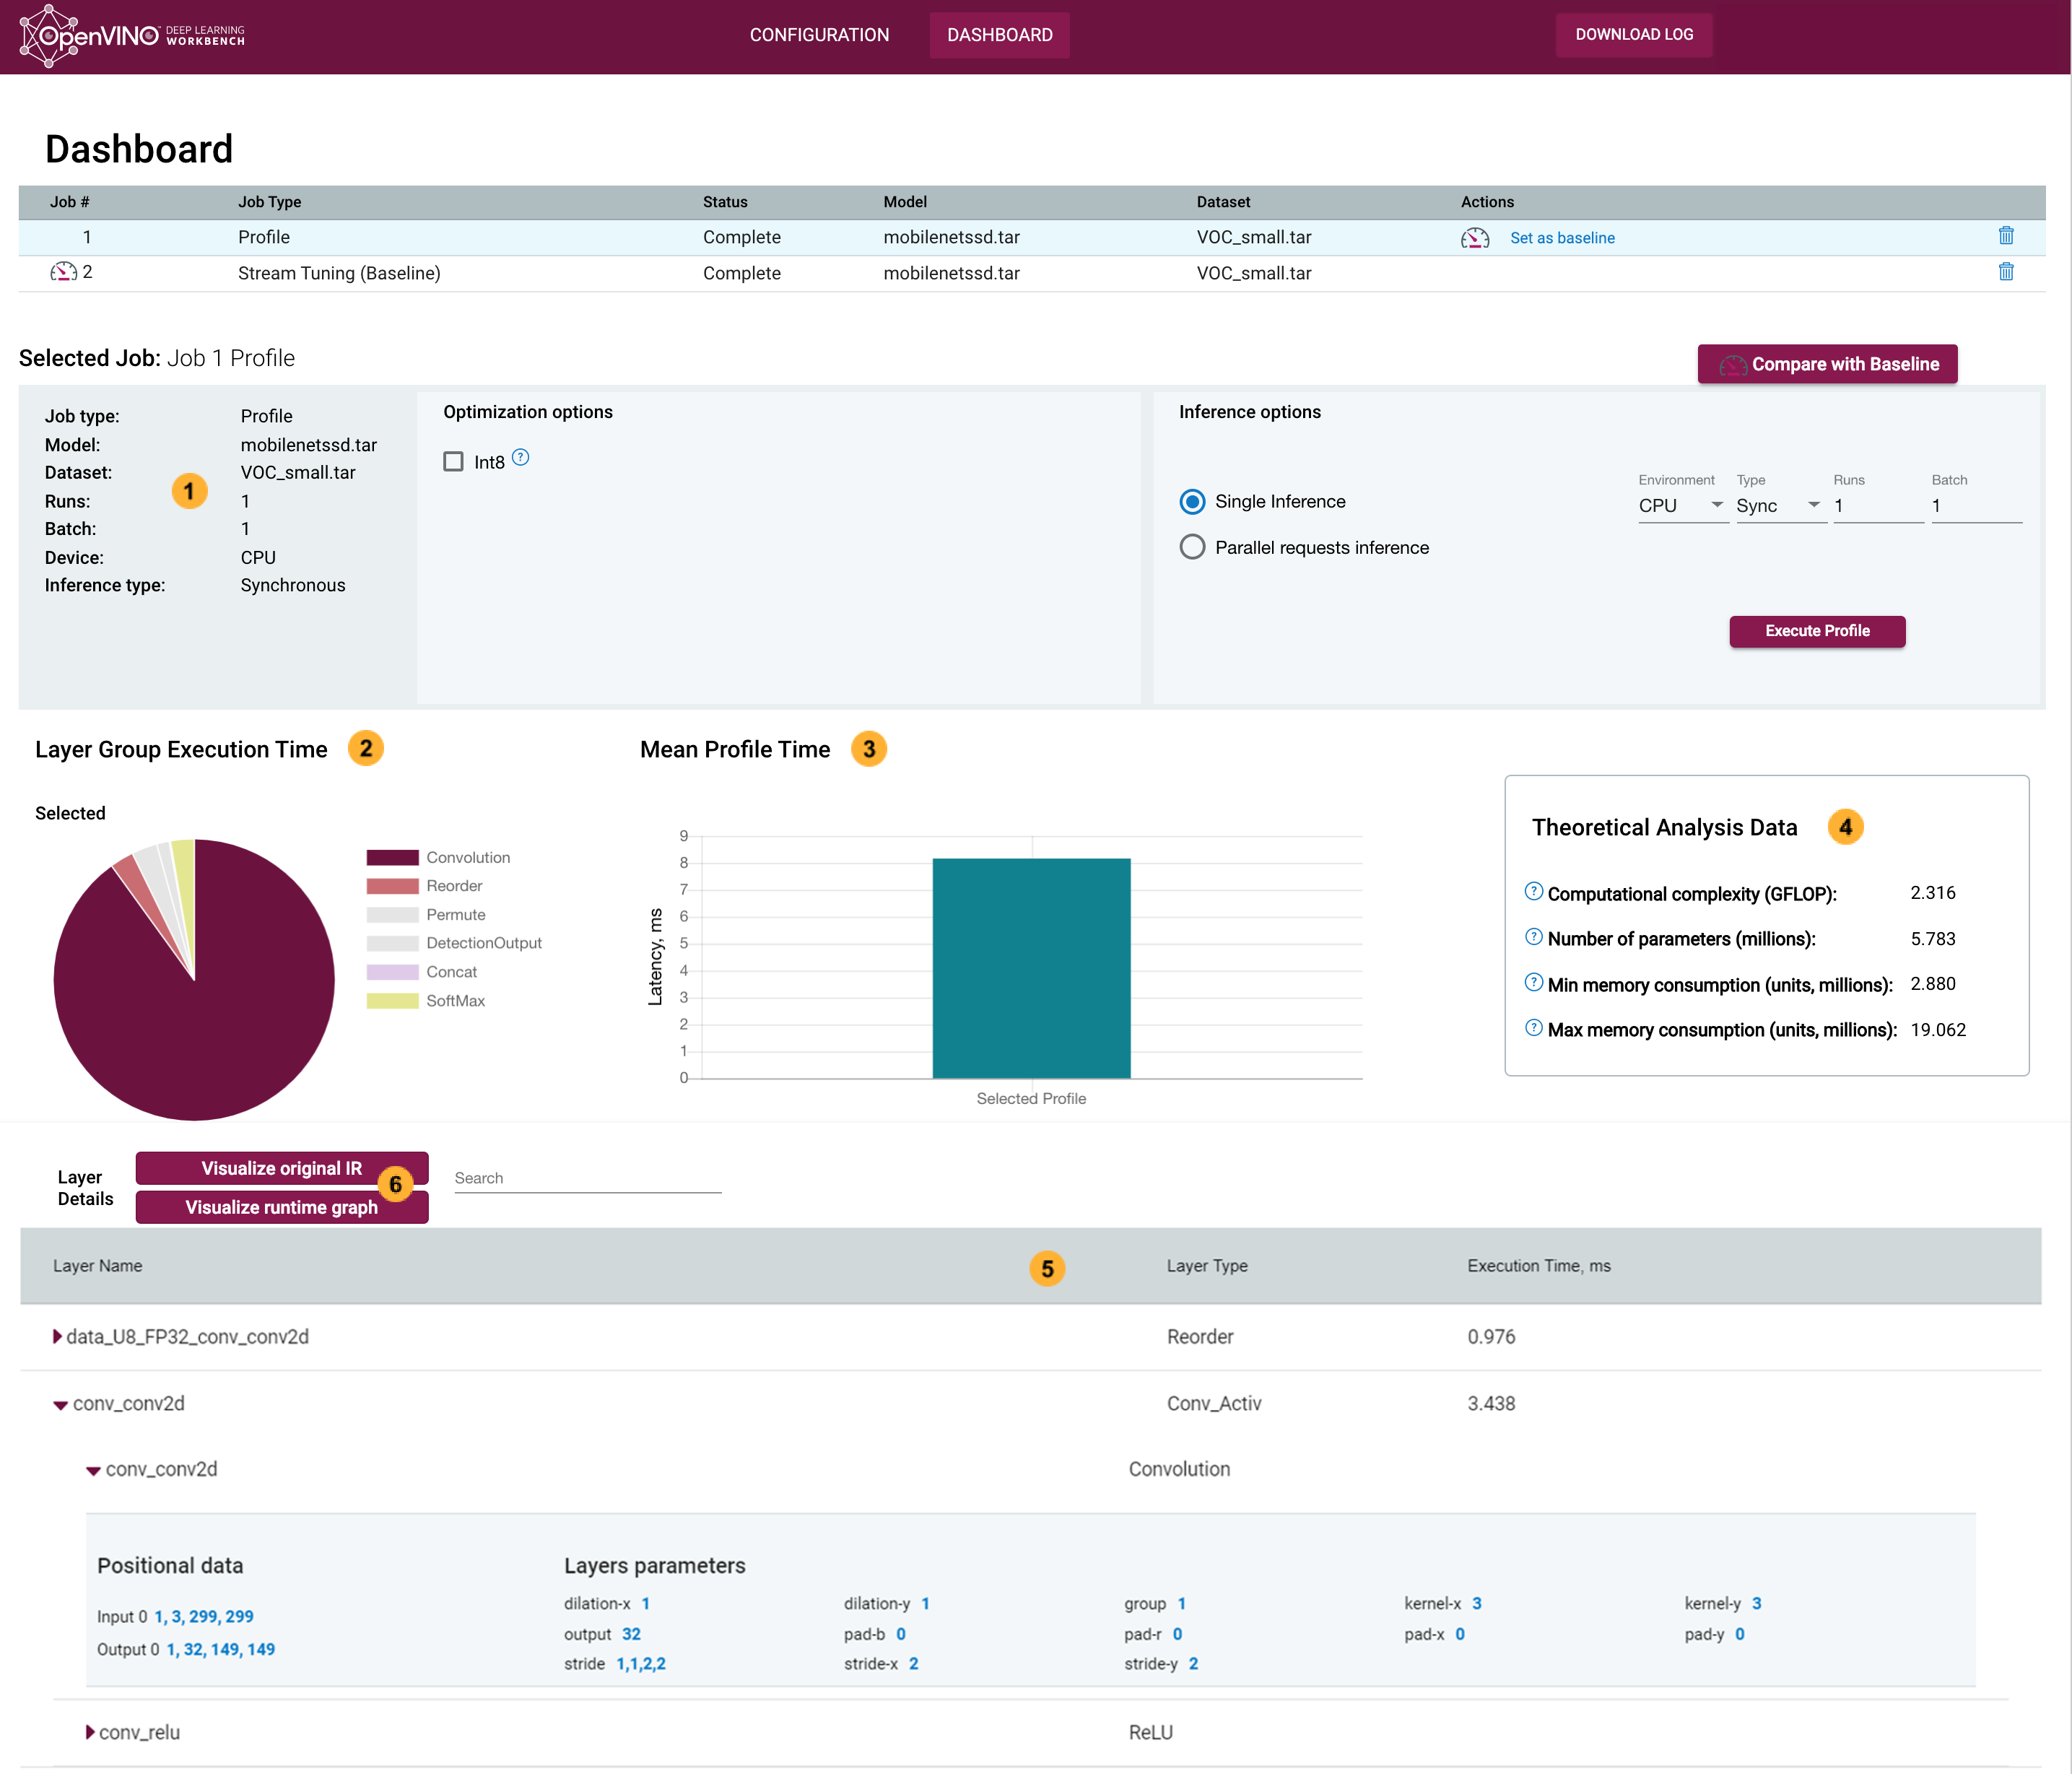 OpenVINO™ DEEP LEARNING WORKBENCH
CONFIGURATION DASHBOARD DOWNLOAD LOG
Dashboard
Job # Job Type Status Model Dataset Actions
1 Profile Complete mobilenetssd.tar VOC_small.tar Set as baseline
2 Stream Tuning (Baseline) Complete mobilenetssd.tar VOC_small.tar
Selected Job: Job 1 Profile
Compare with Baseline
Job type: Profile
Model: mobilenetssd.tar
Dataset: VOC_small.tar
Runs: 1
Batch: 1
Device: CPU
Inference type: Synchronous
1
Optimization options
Int8 ?
Inference options
Single Inference
Parallel requests inference
Environment Type Runs Batch
CPU Sync 1 1
Execute Profile
Layer Group Execution Time 2
Selected
Convolution
Reorder
Permute
DetectionOutput
Concat
SoftMax
Mean Profile Time 3
Latency, ms
9
8
7
6
5
4
3
2
1
0
Selected Profile
Theoretical Analysis Data 4
? Computational complexity (GFLOP): 2.316
? Number of parameters (millions): 5.783
? Min memory consumption (units, millions): 2.880
? Max memory consumption (units, millions): 19.062
Layer
Details
Visualize original IR
Visualize runtime graph
6
Search
Layer Name 5 Layer Type Execution Time, ms
data_U8_FP32_conv_conv2d Reorder 0.976
conv_conv2d Conv_Activ 3.438
conv_conv2d Convolution
Positional data
Input 0 1, 3, 299, 299
Output 0 1, 32, 149, 149
Layers parameters
dilation-x 1 dilation-y 1 group 1 kernel-x 3 kernel-y 3
output 32 pad-b 0 pad-r 0 pad-x 0 pad-y 0
stride 1,1,2,2 stride-x 2 stride-y 2
conv_relu ReLU